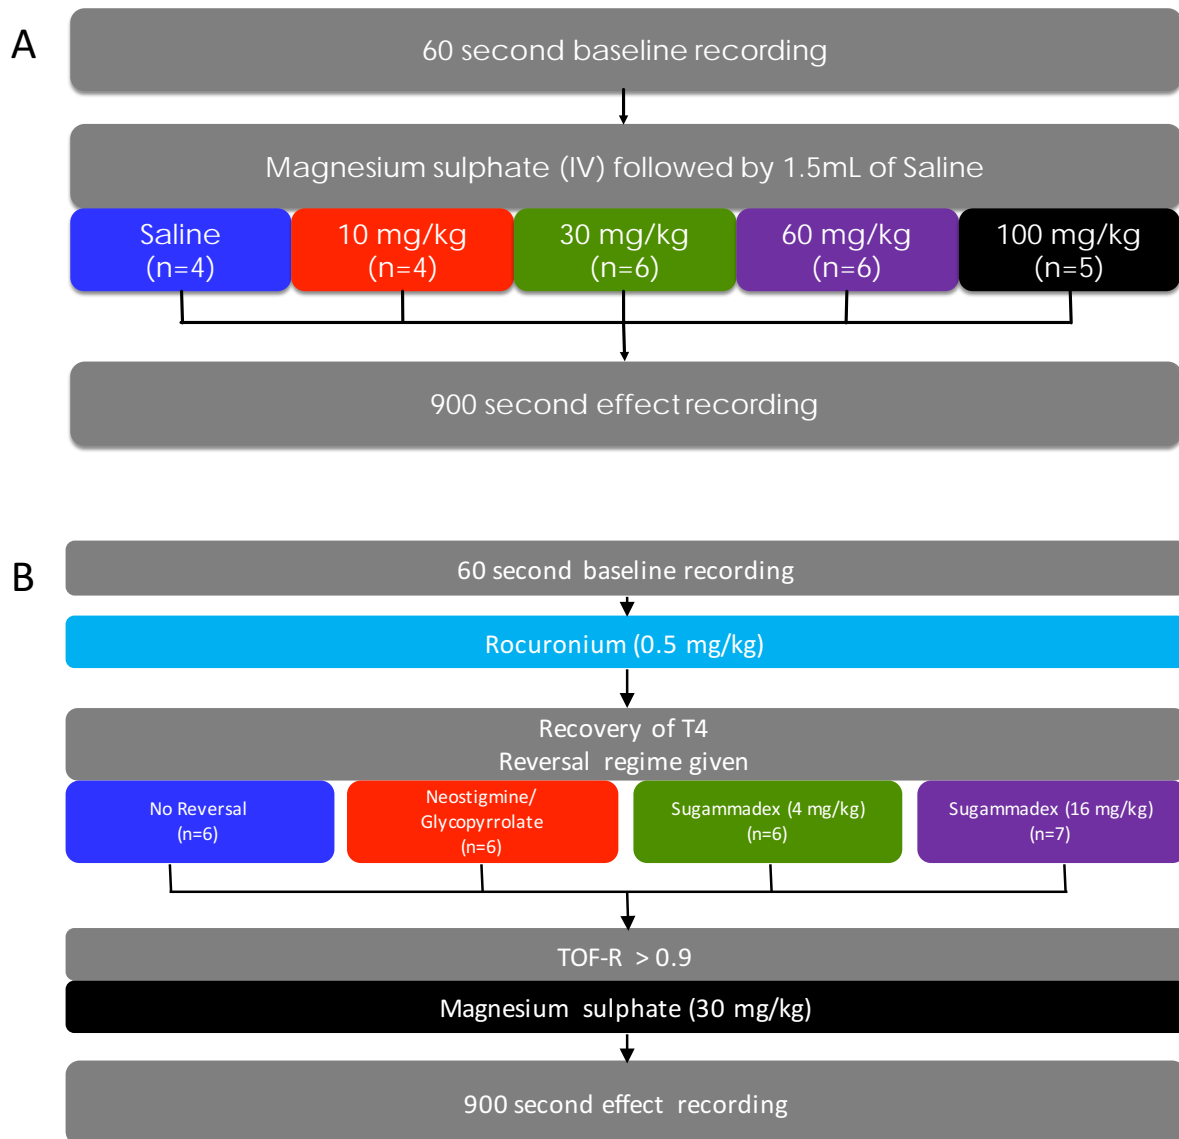 A
60 second baseline recording
Magnesium sulphate (IV) followed by 1.5mL of Saline
Saline
(n=4)
10 mg/kg
(n=4)
30 mg/kg
(n=6)
60 mg/kg
(n=6)
100 mg/kg
(n=5)
900 second effect recording
B
60 second baseline recording
Rocuronium (0.5 mg/kg)
Recovery of T4
Reversal regime given
No Reversal
(n=6)
Neostigmine/
Glycopyrrolate
(n=6)
Sugammadex (4 mg/kg)
(n=6)
Sugammadex (16 mg/kg)
(n=7)
TOF-R > 0.9
Magnesium sulphate (30 mg/kg)
900 second effect recording